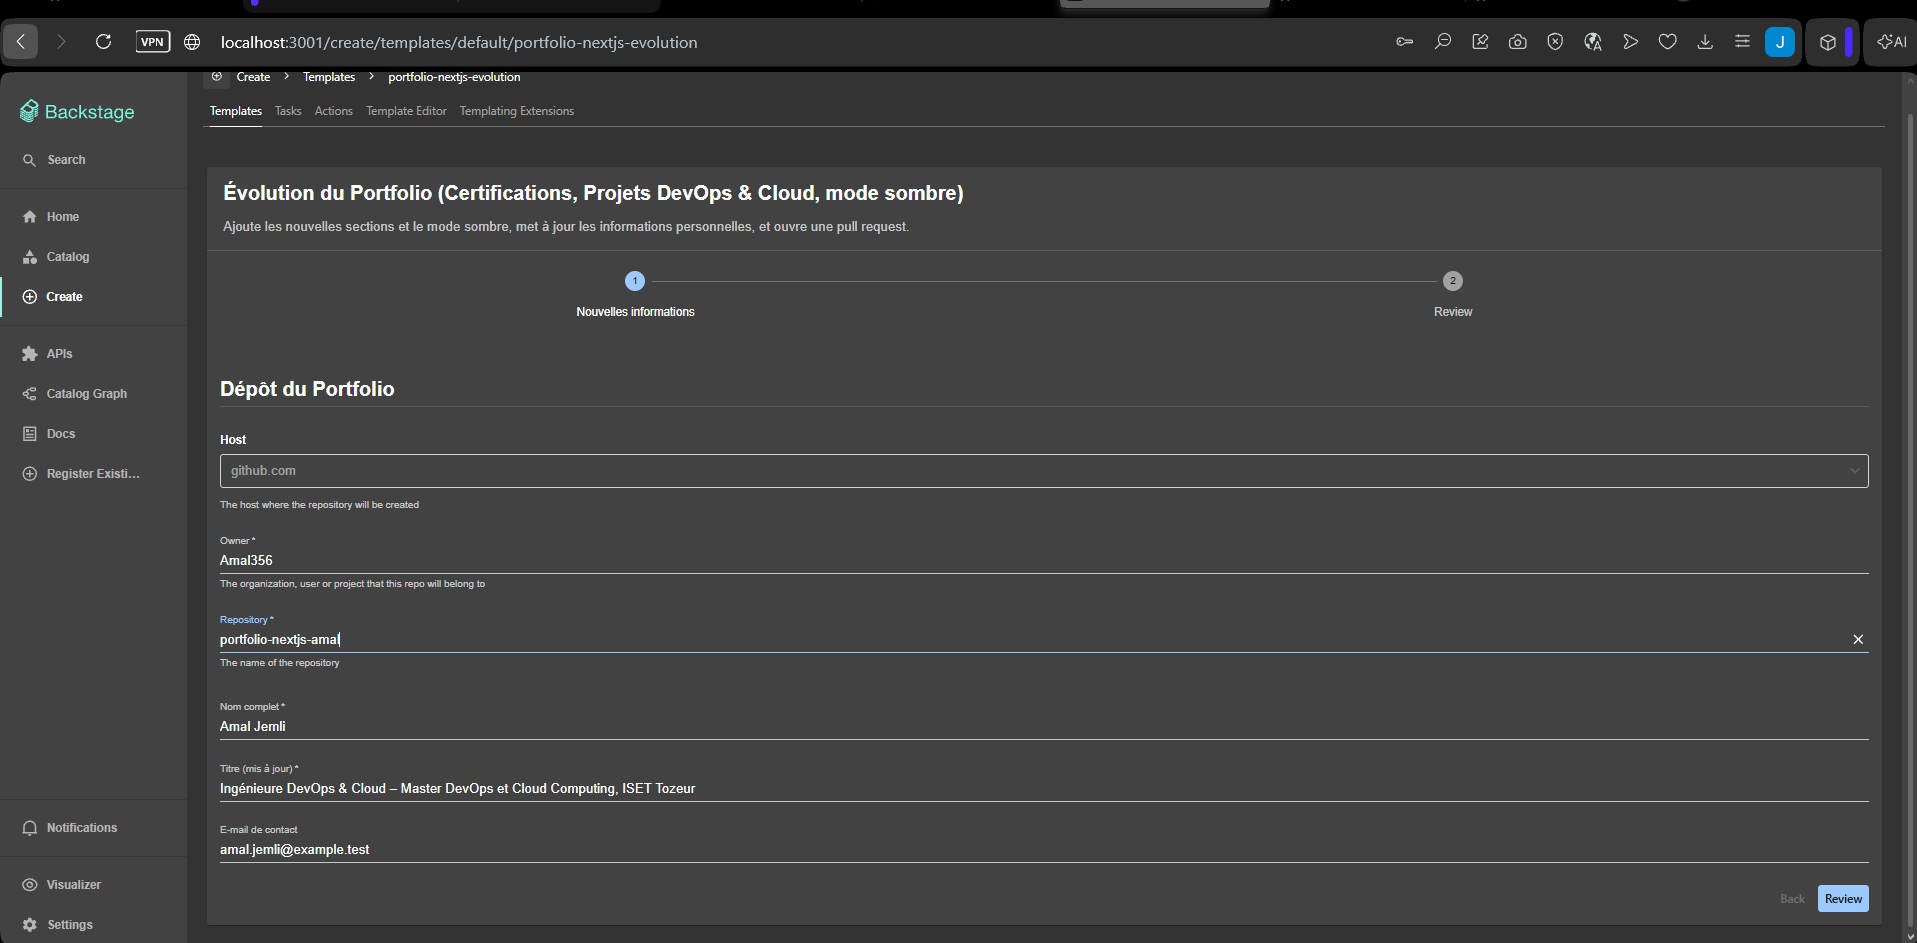 VPN
localhost:3001/create/templates/default/portfolio-nextjs-evolution
J
AI
Create > Templates > portfolio-nextjs-evolution
Backstage
Templates Tasks Actions Template Editor Templating Extensions
Search
Home
Catalog
Create
APIs
Catalog Graph
Docs
Register Existi...
Notifications
Visualizer
Settings
Évolution du Portfolio (Certifications, Projets DevOps & Cloud, mode sombre)
Ajoute les nouvelles sections et le mode sombre, met à jour les informations personnelles, et ouvre une pull request.
1
2
Nouvelles informations
Review
Dépôt du Portfolio
Host
github.com
The host where the repository will be created
Owner *
Amal356
The organization, user or project that this repo will belong to
Repository *
portfolio-nextjs-amal
The name of the repository
Nom complet *
Amal Jemli
Titre (mis à jour) *
Ingénieure DevOps & Cloud – Master DevOps et Cloud Computing, ISET Tozeur
E-mail de contact
amal.jemli@example.test
Back
Review